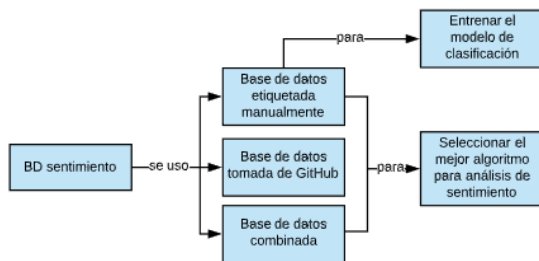 para
Entrenar el
modelo de
clasificación
Base de datos
etiquetada
manualmente
BD sentimiento
se uso
Base de datos
tomada de GitHub
para
Seleccionar el
mejor algoritmo
para análisis de
sentimiento
Base de datos
combinada